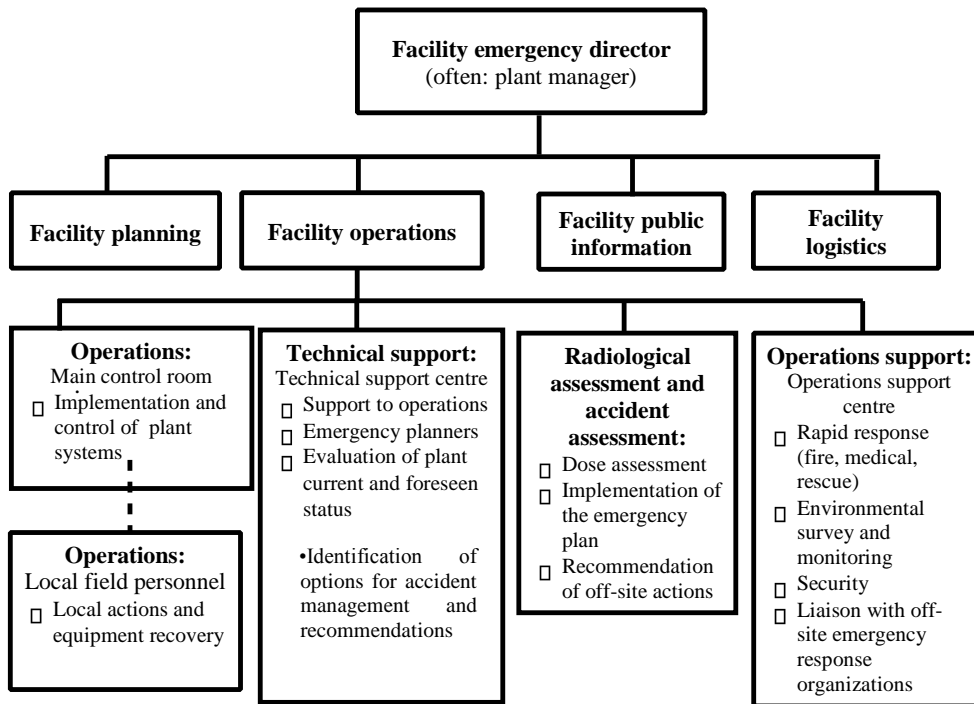 Facility emergency director
(often: plant manager)
Facility planning
Facility operations
Facility public
information
Facility
logistics
Operations:
Main control room
Implementation and
control of plant
systems
Operations:
Local field personnel
Local actions and
equipment recovery
Technical support:
Technical support centre
Support to operations
Emergency planners
Evaluation of plant
current and foreseen
status
•Identification of
options for accident
management and
recommendations
Radiological
assessment and
accident
assessment:
Dose assessment
Implementation of
the emergency
plan
Recommendation
of off-site actions
Operations support:
Operations support
centre
Rapid response
(fire, medical,
rescue)
Environmental
survey and
monitoring
Security
Liaison with off-
site emergency
response
organizations